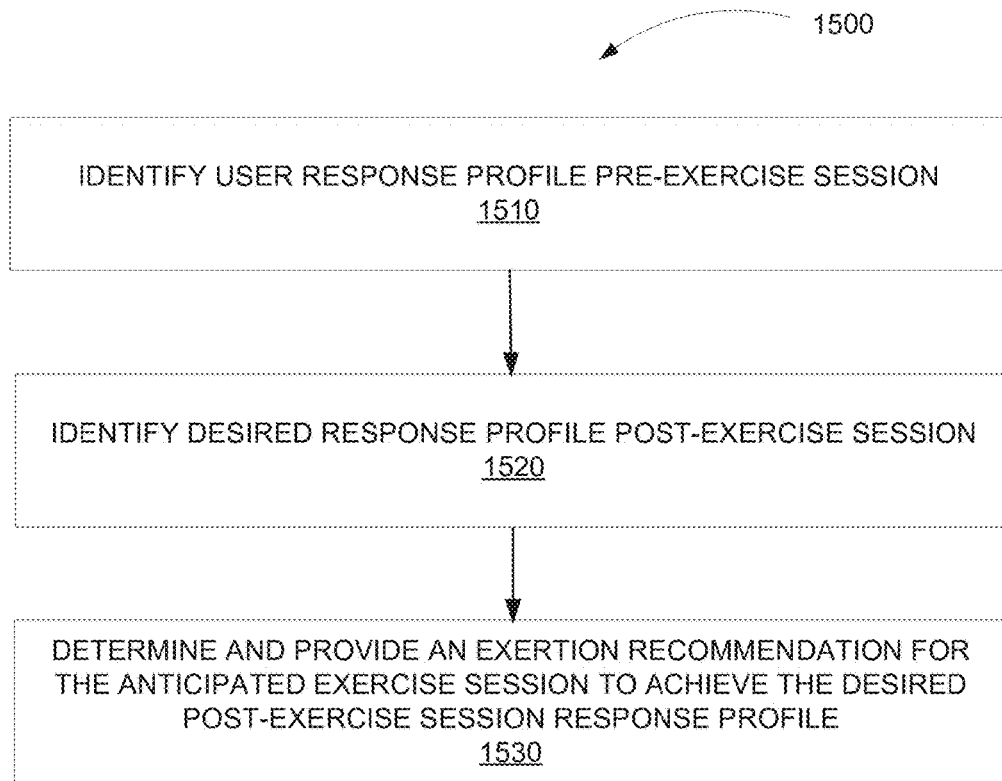 1500
IDENTIFY USER RESPONSE PROFILE PRE-EXERCISE SESSION
1510
IDENTIFY DESIRED RESPONSE PROFILE POST-EXERCISE SESSION
1520
DETERMINE AND PROVIDE AN EXERTION RECOMMENDATION FOR
THE ANTICIPATED EXERCISE SESSION TO ACHIEVE THE DESIRED
POST-EXERCISE SESSION RESPONSE PROFILE
1530